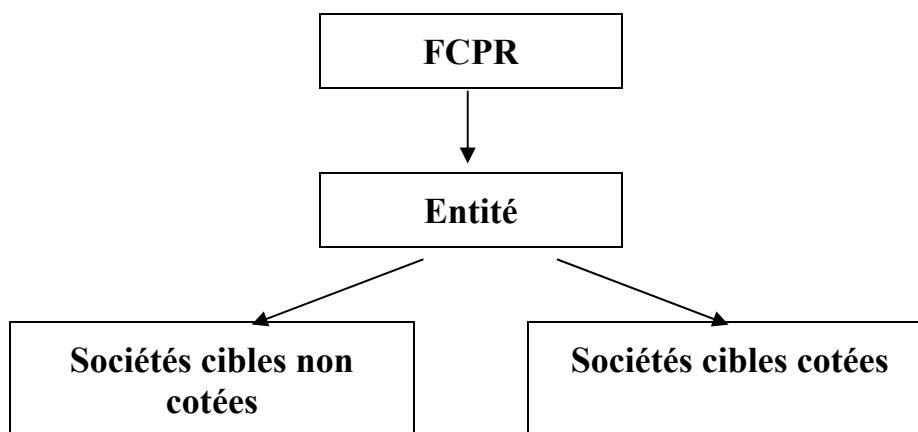 FCPR
Entité
Sociétés cibles non
cotées
Sociétés cibles cotées